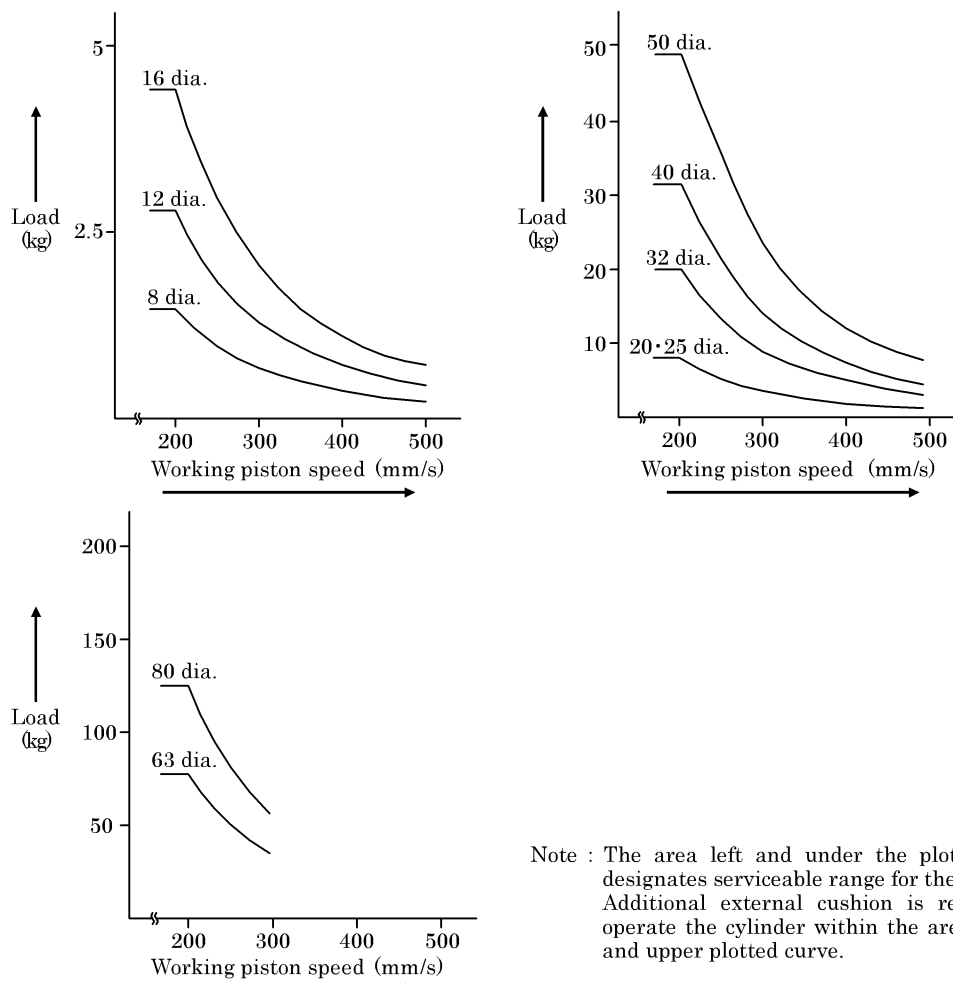 5
16 dia.
12 dia.
Load
(kg)
2.5
8 dia.
200 300 400 500
Working piston speed (mm/s)
50
50 dia.
40
40 dia.
30
Load
(kg)
32 dia.
20
20・25 dia.
10
200 300 400 500
Working piston speed (mm/s)
200
150
80 dia.
Load
(kg)
100
63 dia.
50
200 300 400 500
Working piston speed (mm/s)
Note : The area left and under the plot
designates serviceable range for the
Additional external cushion is re
operate the cylinder within the are
and upper plotted curve.